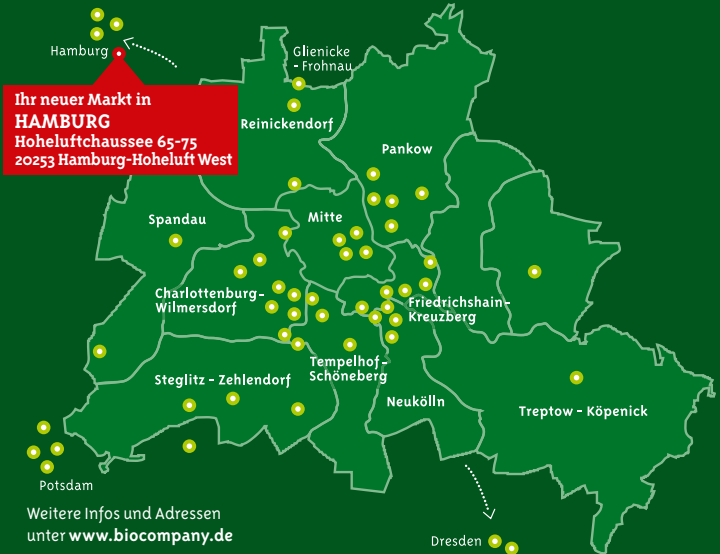 Hamburg
Glienicke
- Frohnau
Ihr neuer Markt in
HAMBURG
Hoheluftchaussee 65-75
20253 Hamburg-Hoheluft West
Reinickendorf
Pankow
Spandau
Mitte
Charlottenburg-
Wilmersdorf
Friedrichshain-
Kreuzberg
Tempelhof-
Schöneberg
Steglitz - Zehlendorf
Neukölln
Treptow - Köpenick
Potsdam
Weitere Infos und Adressen
unter www.biocompany.de
Dresden